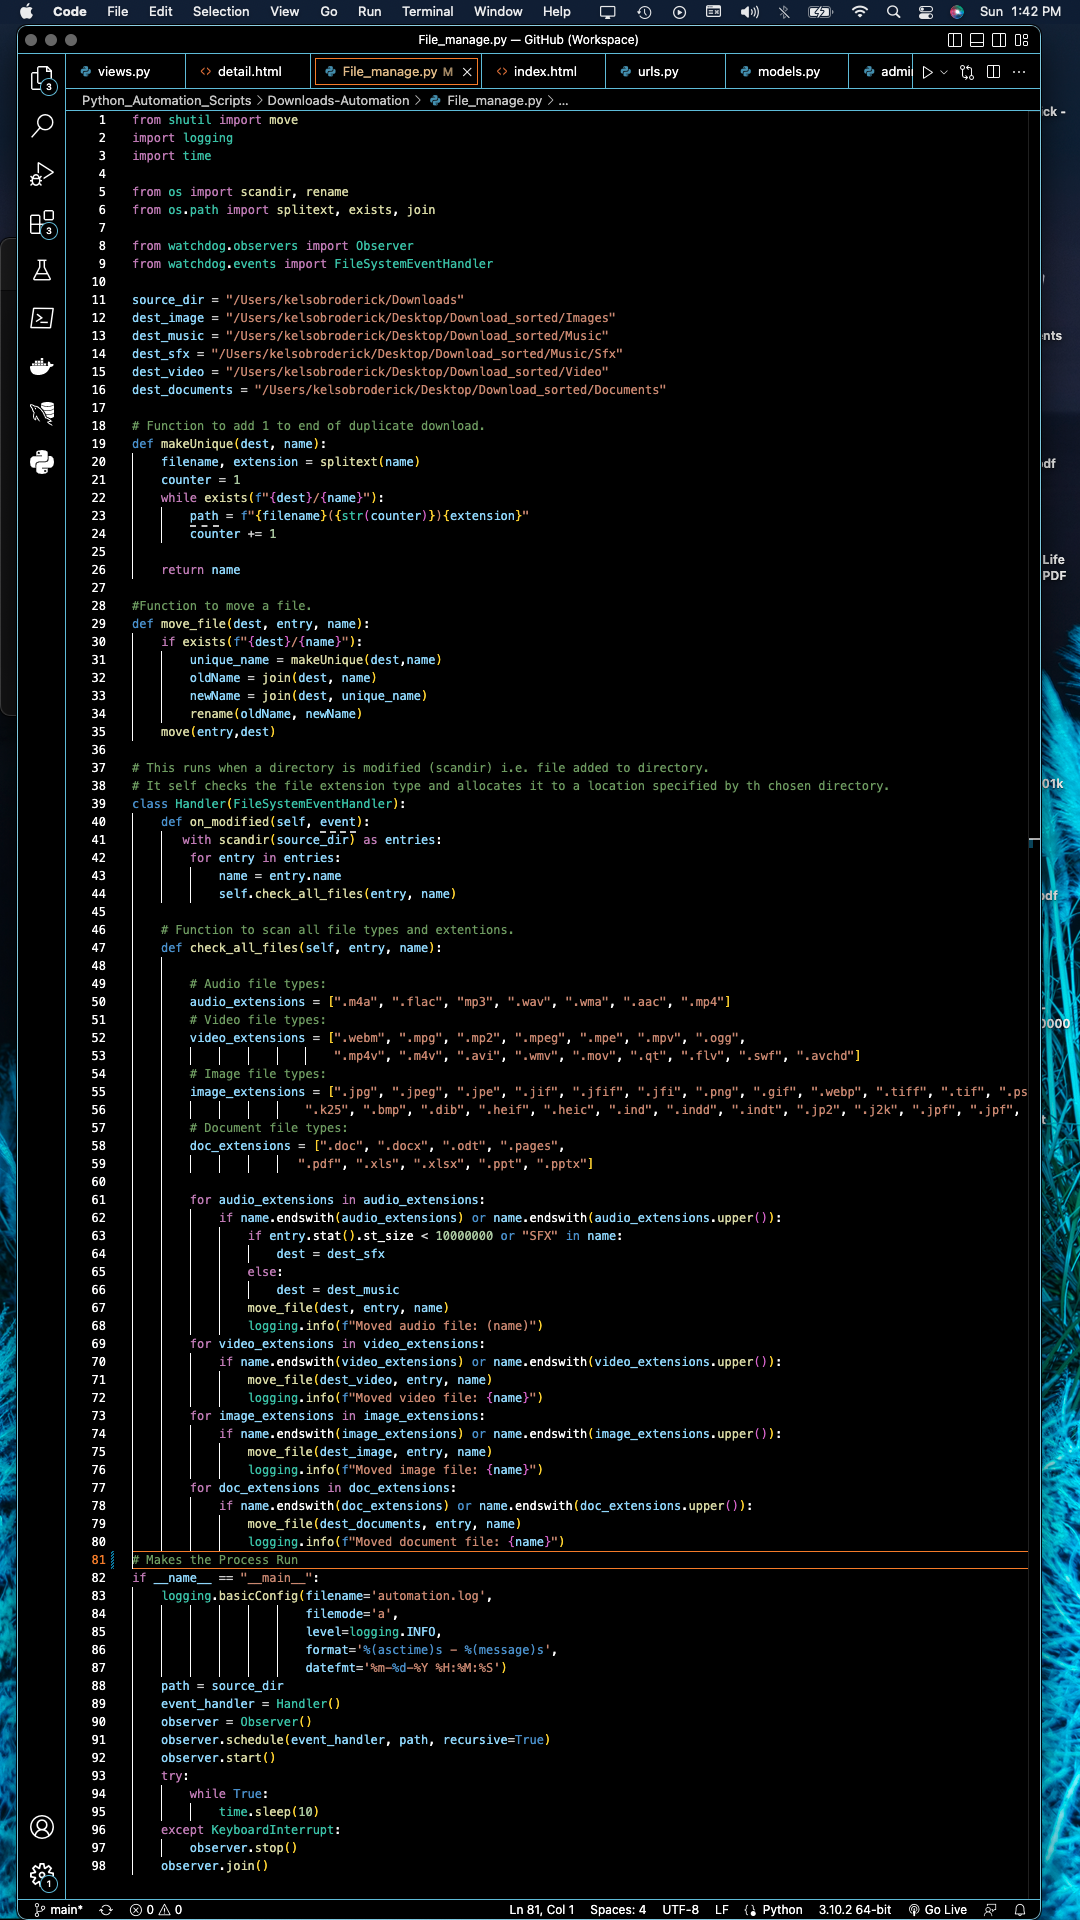 Code File Edit Selection View Go Run Terminal Window Help Sun 1:42 PM
File_manage.py — GitHub (Workspace)
views.py <> detail.html File_manage.py M × <> index.html urls.py models.py admi
Python_Automation_Scripts > Downloads-Automation > File_manage.py > ...
1 from shutil import move
2 import logging
3 import time
4
5 from os import scandir, rename
6 from os.path import splitext, exists, join
7
8 from watchdog.observers import Observer
9 from watchdog.events import FileSystemEventHandler
10
11 source_dir = "/Users/kelsobroderick/Downloads"
12 dest_image = "/Users/kelsobroderick/Desktop/Download_sorted/Images"
13 dest_music = "/Users/kelsobroderick/Desktop/Download_sorted/Music"
14 dest_sfx = "/Users/kelsobroderick/Desktop/Download_sorted/Music/Sfx"
15 dest_video = "/Users/kelsobroderick/Desktop/Download_sorted/Video"
16 dest_documents = "/Users/kelsobroderick/Desktop/Download_sorted/Documents"
17
18 # Function to add 1 to end of duplicate download.
19 def makeUnique(dest, name):
20 filename, extension = splitext(name)
21 counter = 1
22 while exists(f"{dest}/{name}"):
23 path = f"{filename}({str(counter)}){extension}"
24 counter += 1
25
26 return name
27
28 #Function to move a file.
29 def move_file(dest, entry, name):
30 if exists(f"{dest}/{name}"):
31 unique_name = makeUnique(dest,name)
32 oldName = join(dest, name)
33 newName = join(dest, unique_name)
34 rename(oldName, newName)
35 move(entry,dest)
36
37 # This runs when a directory is modified (scandir) i.e. file added to directory.
38 # It self checks the file extension type and allocates it to a location specified by th chosen directory.
39 class Handler(FileSystemEventHandler):
40 def on_modified(self, event):
41 with scandir(source_dir) as entries:
42 for entry in entries:
43 name = entry.name
44 self.check_all_files(entry, name)
45
46 # Function to scan all file types and extentions.
47 def check_all_files(self, entry, name):
48
49 # Audio file types:
50 audio_extensions = [".m4a", ".flac", "mp3", ".wav", ".wma", ".aac", ".mp4"]
51 # Video file types:
52 video_extensions = [".webm", ".mpg", ".mp2", ".mpeg", ".mpe", ".mpv", ".ogg",
53 ".mp4v", ".m4v", ".avi", ".wmv", ".mov", ".qt", ".flv", ".swf", ".avchd"]
54 # Image file types:
55 image_extensions = [".jpg", ".jpeg", ".jpe", ".jif", ".jfif", ".jfi", ".png", ".gif", ".webp", ".tiff", ".tif", ".ps
56 ".k25", ".bmp", ".dib", ".heif", ".heic", ".ind", ".indd", ".indt", ".jp2", ".j2k", ".jpf", ".jpf",
57 # Document file types:
58 doc_extensions = [".doc", ".docx", ".odt", ".pages",
59 ".pdf", ".xls", ".xlsx", ".ppt", ".pptx"]
60
61 for audio_extensions in audio_extensions:
62 if name.endswith(audio_extensions) or name.endswith(audio_extensions.upper()):
63 if entry.stat().st_size < 10000000 or "SFX" in name:
64 dest = dest_sfx
65 else:
66 dest = dest_music
67 move_file(dest, entry, name)
68 logging.info(f"Moved audio file: (name)")
69 for video_extensions in video_extensions:
70 if name.endswith(video_extensions) or name.endswith(video_extensions.upper()):
71 move_file(dest_video, entry, name)
72 logging.info(f"Moved video file: {name}")
73 for image_extensions in image_extensions:
74 if name.endswith(image_extensions) or name.endswith(image_extensions.upper()):
75 move_file(dest_image, entry, name)
76 logging.info(f"Moved image file: {name}")
77 for doc_extensions in doc_extensions:
78 if name.endswith(doc_extensions) or name.endswith(doc_extensions.upper()):
79 move_file(dest_documents, entry, name)
80 logging.info(f"Moved document file: {name}")
81 # Makes the Process Run
82 if __name__ == "__main__":
83 logging.basicConfig(filename='automation.log',
84 filemode='a',
85 level=logging.INFO,
86 format='%(asctime)s - %(message)s',
87 datefmt='%m-%d-%Y %H:%M:%S')
88 path = source_dir
89 event_handler = Handler()
90 observer = Observer()
91 observer.schedule(event_handler, path, recursive=True)
92 observer.start()
93 try:
94 while True:
95 time.sleep(10)
96 except KeyboardInterrupt:
97 observer.stop()
98 observer.join()
main* 0 0 Ln 81, Col 1 Spaces: 4 UTF-8 LF Python 3.10.2 64-bit Go Live
3
3
1
ck -
nts
df
Life
PDF
01k
odf
0000